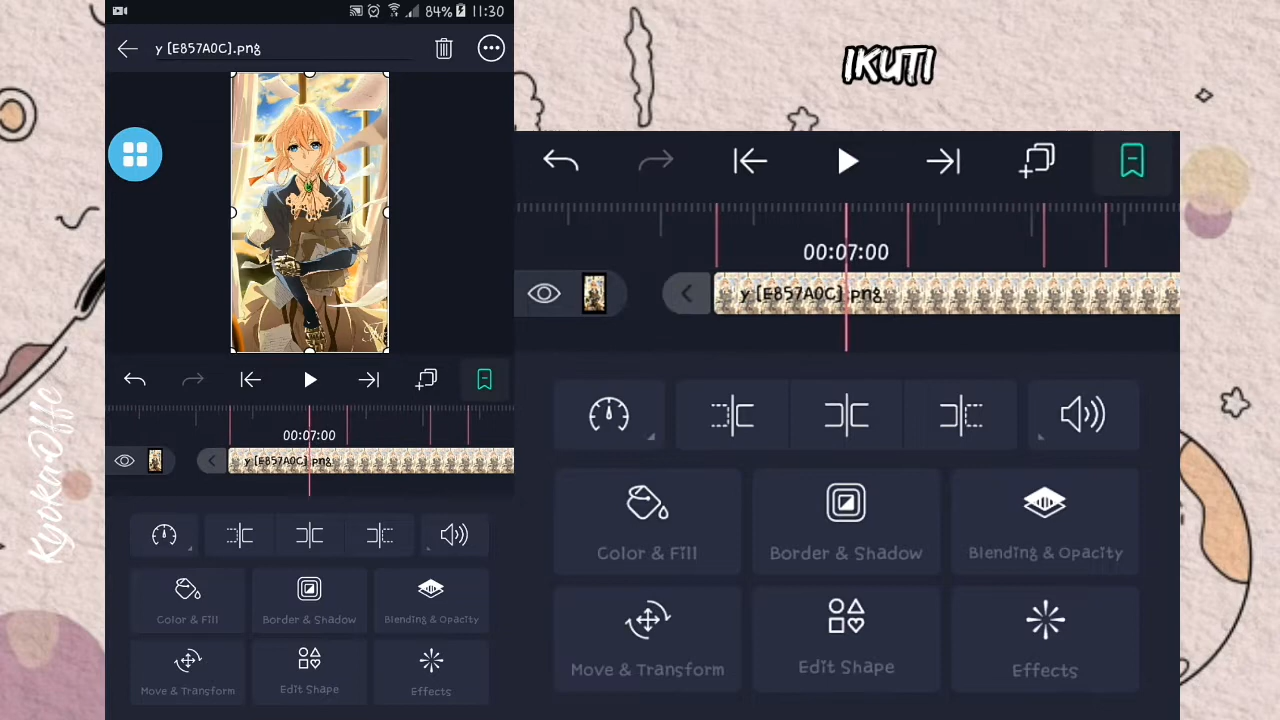 84% 11:30
y [E857A0C].png
IKUTI
00:07:00
y [E857A0C].png
Color & Fill
Border & Shadow
Blending & Opacity
Move & Transform
Edit Shape
Effects
00:07:00
y [E857A0C].png
Color & Fill
Border & Shadow
Blending & Opacity
Move & Transform
Edit Shape
Effects
KyokaOffc